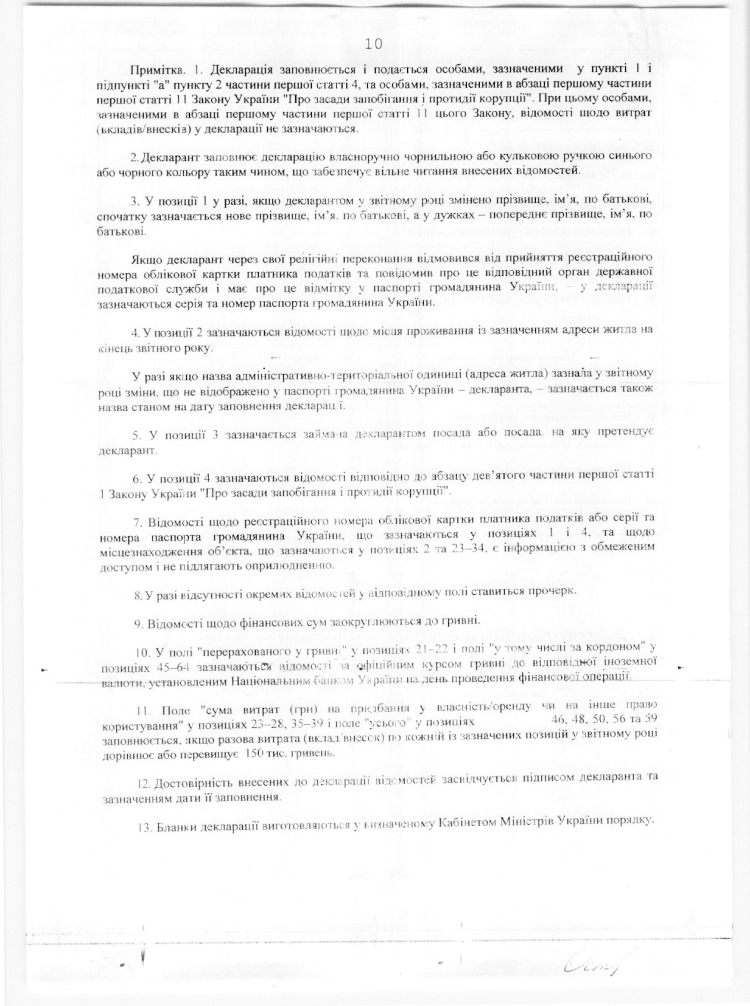 10
Примітка. 1. Декларація заповнюється і подається особами, зазначеними у пункті 1 і
підпункті "а" пункту 2 частини першої статті 4, та особами, зазначеними в абзаці першому частини
першої статті 11 Закону України "Про засади запобігання і протидії корупції". При цьому особами,
зазначеними в абзаці першому частини першої статті 11 цього Закону, відомості щодо витрат
(вкладів/внесків) у декларації не зазначаються.
2. Декларант заповнює декларацію власноручно чорнильною або кульковою ручкою синього
або чорного кольору таким чином, що забезпечує вільне читання внесених відомостей.
3. У позиції 1 у разі, якщо декларантом у звітному році змінено прізвище, ім’я, по батькові,
спочатку зазначається нове прізвище, ім’я, по батькові, а у дужках – попереднє прізвище, ім’я, по
батькові.
Якщо декларант через свої релігійні переконання відмовився від прийняття реєстраційного
номера облікової картки платника податків та повідомив про це відповідний орган державної
податкової служби і має про це відмітку у паспорті громадянина України, – у декларації
зазначаються серія та номер паспорта громадянина України.
4. У позиції 2 зазначаються відомості щодо місця проживання із зазначенням адреси житла на
кінець звітного року.
У разі якщо назва адміністративно-територіальної одиниці (адреса житла) зазнала у звітному
році зміни, що не відображено у паспорті громадянина України – декларанта, – зазначається також
назва станом на дату заповнення декларації.
5. У позиції 3 зазначається займана декларантом посада або посада, на яку претендує
декларант.
6. У позиції 4 зазначаються відомості відповідно до абзацу дев’ятого частини першої статті
1 Закону України "Про засади запобігання і протидії корупції".
7. Відомості щодо реєстраційного номера облікової картки платника податків або серії та
номера паспорта громадянина України, що зазначаються у позиціях 1 і 4, та щодо
місцезнаходження об’єкта, що зазначаються у позиціях 2 та 23–34, є інформацією з обмеженим
доступом і не підлягають оприлюдненню.
8. У разі відсутності окремих відомостей у відповідному полі ставиться прочерк.
9. Відомості щодо фінансових сум заокруглюються до гривні.
10. У полі "перерахованого у гривні" у позиціях 21–22 і полі "у тому числі за кордоном" у
позиціях 45–64 зазначаються відомості за офіційним курсом гривні до відповідної іноземної
валюти, установленим Національним банком України на день проведення фінансової операції.
11. Поле "сума витрат (грн) на придбання у власність/оренду чи на інше право
користування" у позиціях 23–28, 35–39 і поле "усього" у позиціях 46, 48, 50, 56 та 59
заповнюється, якщо разова витрата (вклад/внесок) по кожній із зазначених позицій у звітному році
дорівнює або перевищує 150 тис. гривень.
12. Достовірність внесених до декларації відомостей засвідчується підписом декларанта та
зазначенням дати її заповнення.
13. Бланки декларації виготовляються у визначеному Кабінетом Міністрів України порядку.